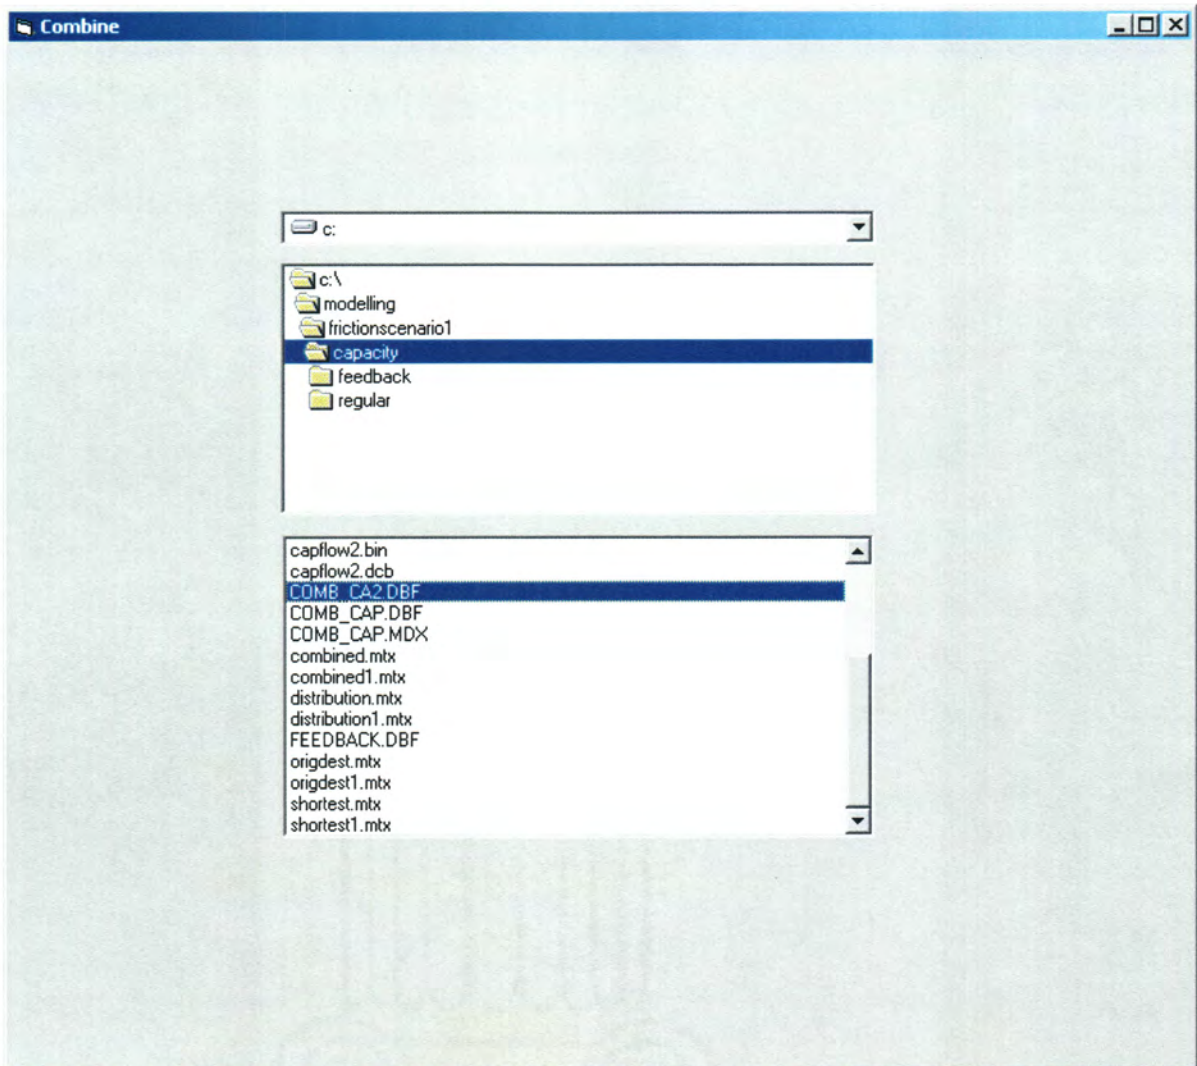 Combine
c:
c:\
modelling
frictionscenario1
capacity
feedback
regular
capflow2.bin
capflow2.dcb
COMB_CA2.DBF
COMB_CAP.DBF
COMB_CAP.MDX
combined.mtx
combined1.mtx
distribution.mtx
distribution1.mtx
FEEDBACK.DBF
origdest.mtx
origdest1.mtx
shortest.mtx
shortest1.mtx